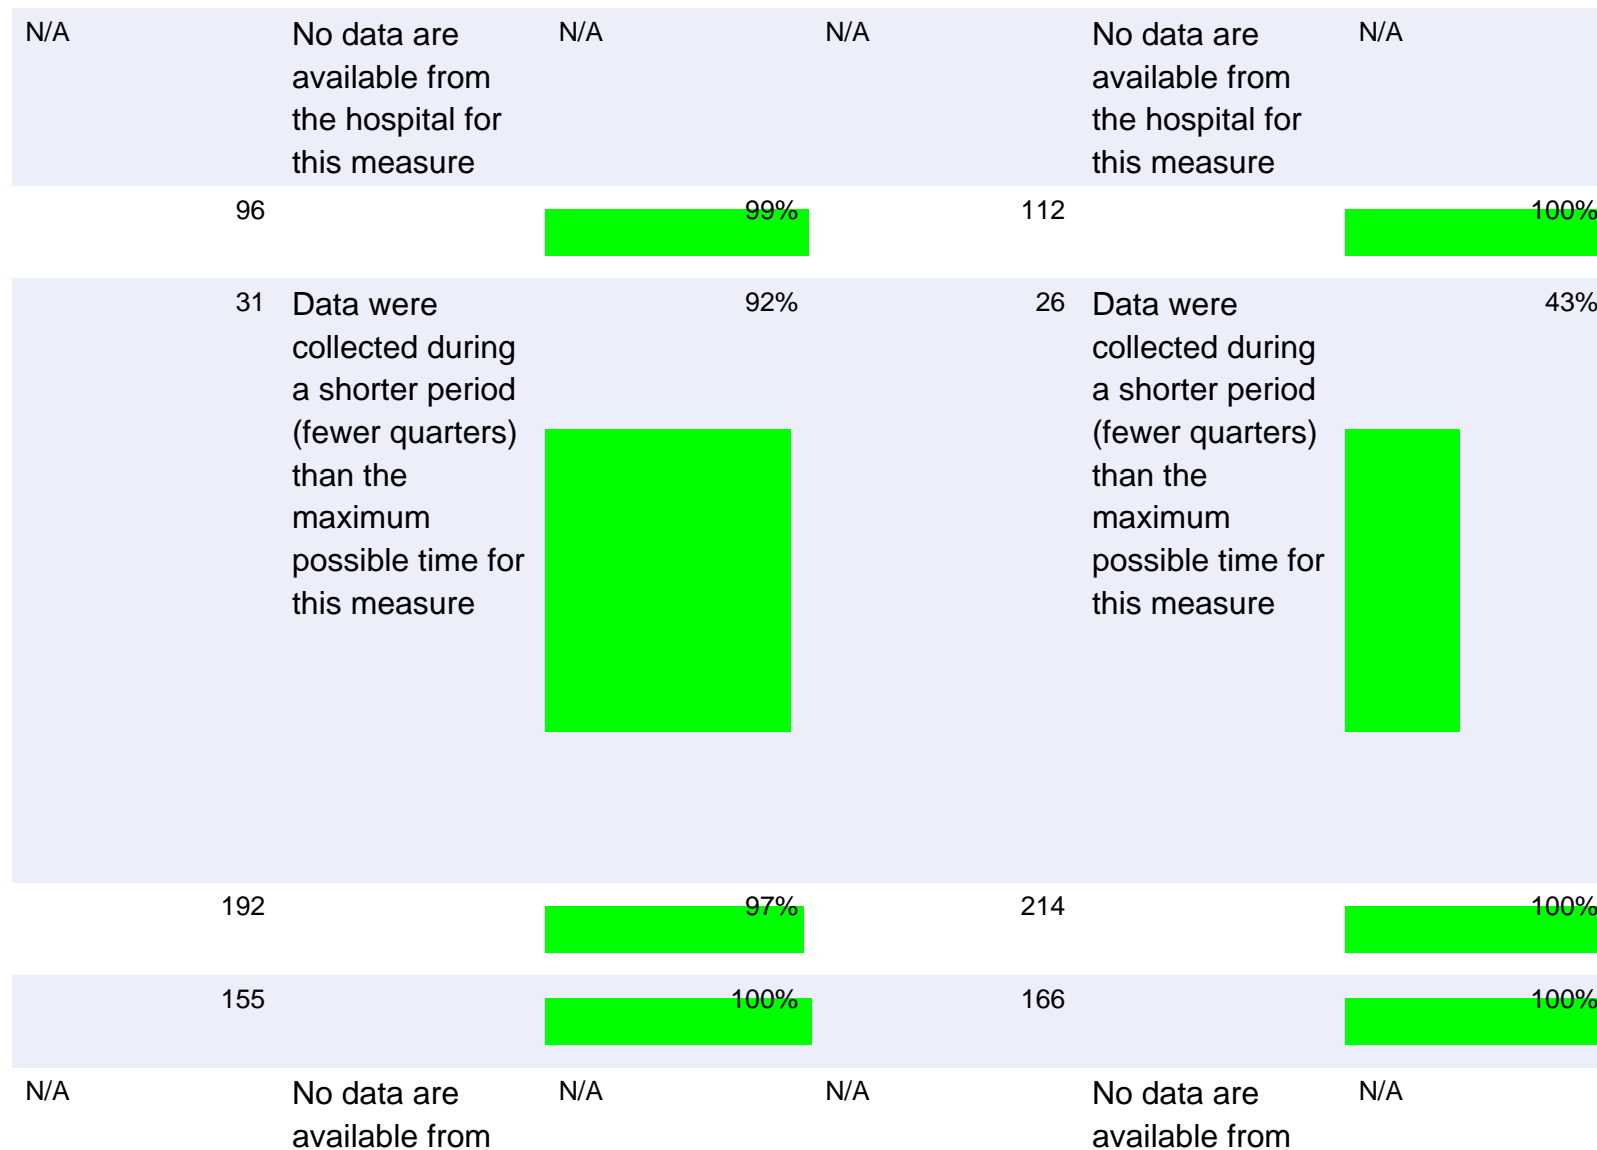 N/A No data are N/A N/A No data are N/A
available from available from
the hospital for the hospital for
this measure this measure
96 99% 112 100%
31 Data were 92% 26 Data were 43%
collected during collected during
a shorter period a shorter period
(fewer quarters) (fewer quarters)
than the than the
maximum maximum
possible time for possible time for
this measure this measure
192 97% 214 100%
155 100% 166 100%
N/A No data are N/A N/A No data are N/A
available from available from